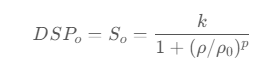 $DSP_o = S_o = \frac{k}{1 + (\rho/\rho_0)^p}$